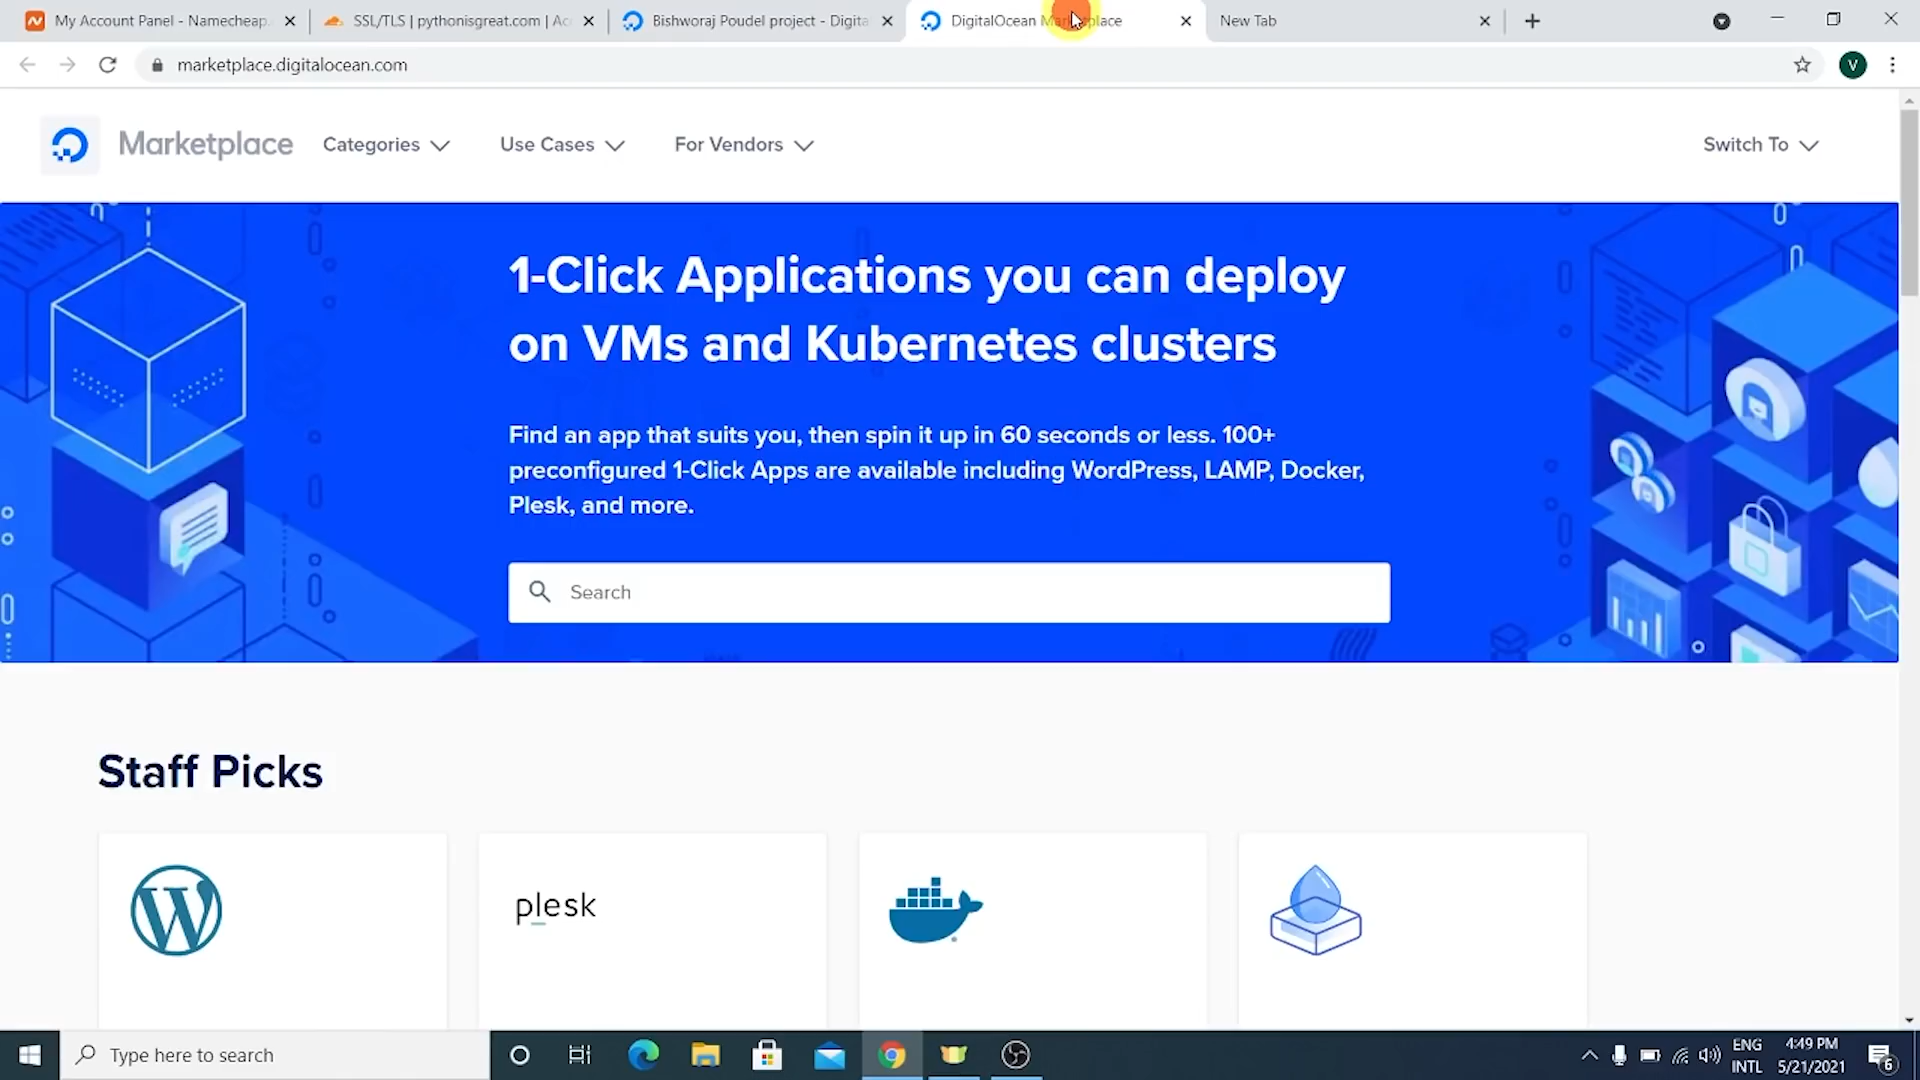 My Account Panel - Namecheap.
SSL/TLS | pythonisgreat.com | Ac
Bishworaj Poudel project - Digita
DigitalOcean Marketplace
New Tab
marketplace.digitalocean.com
V
Marketplace
Categories
Use Cases
For Vendors
Switch To
1-Click Applications you can deploy
on VMs and Kubernetes clusters
Find an app that suits you, then spin it up in 60 seconds or less. 100+
preconfigured 1-Click Apps are available including WordPress, LAMP, Docker,
Plesk, and more.
Search
Staff Picks
plesk
Type here to search
ENG
INTL
4:49 PM
5/21/2021
6